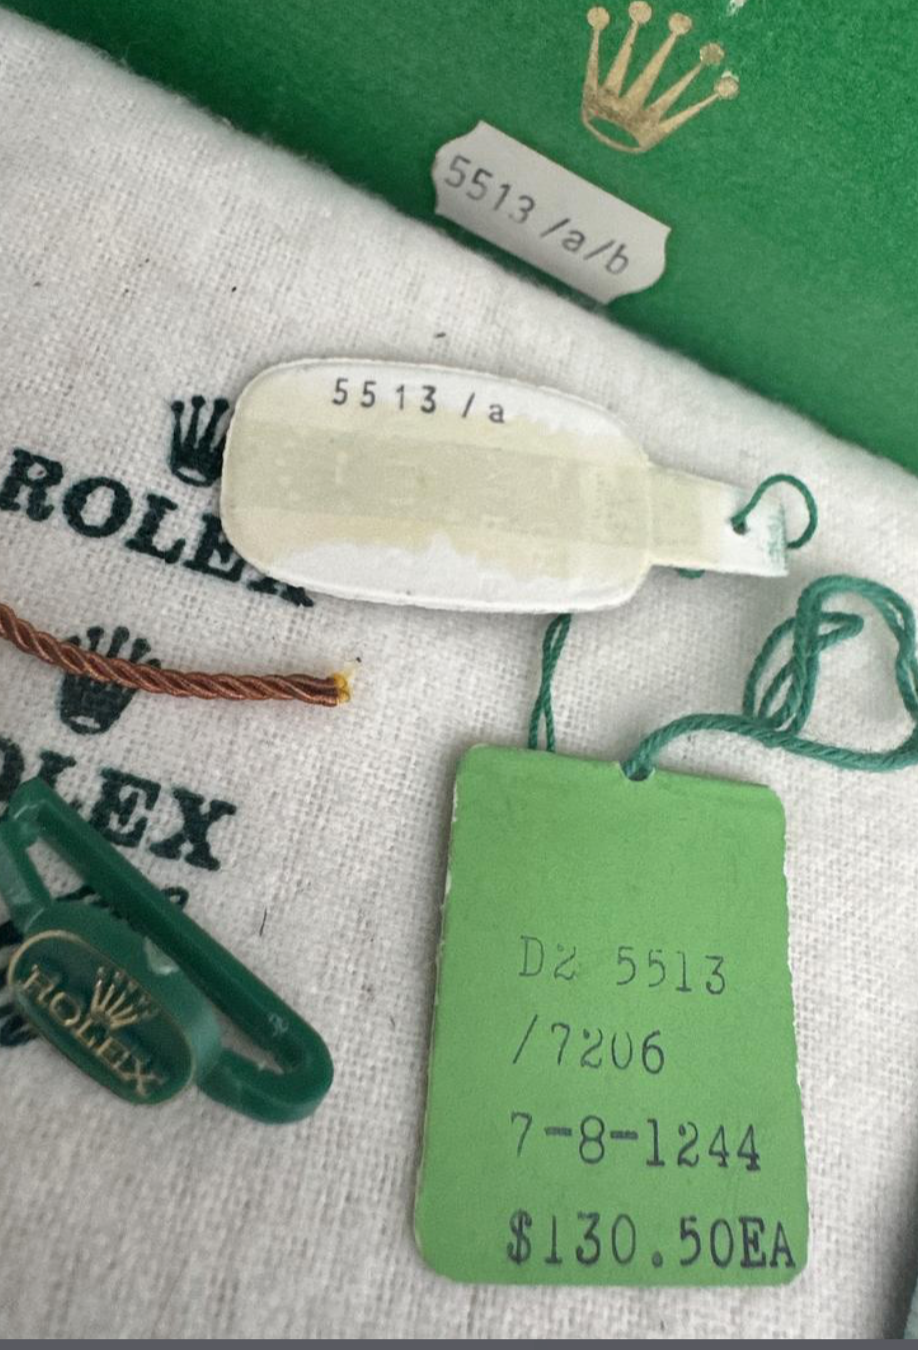 5513 /a/b
5513 /a
ROLEX
ROLEX
ROLEX
D2 5513
/7206
7-8-1244
$130.50EA